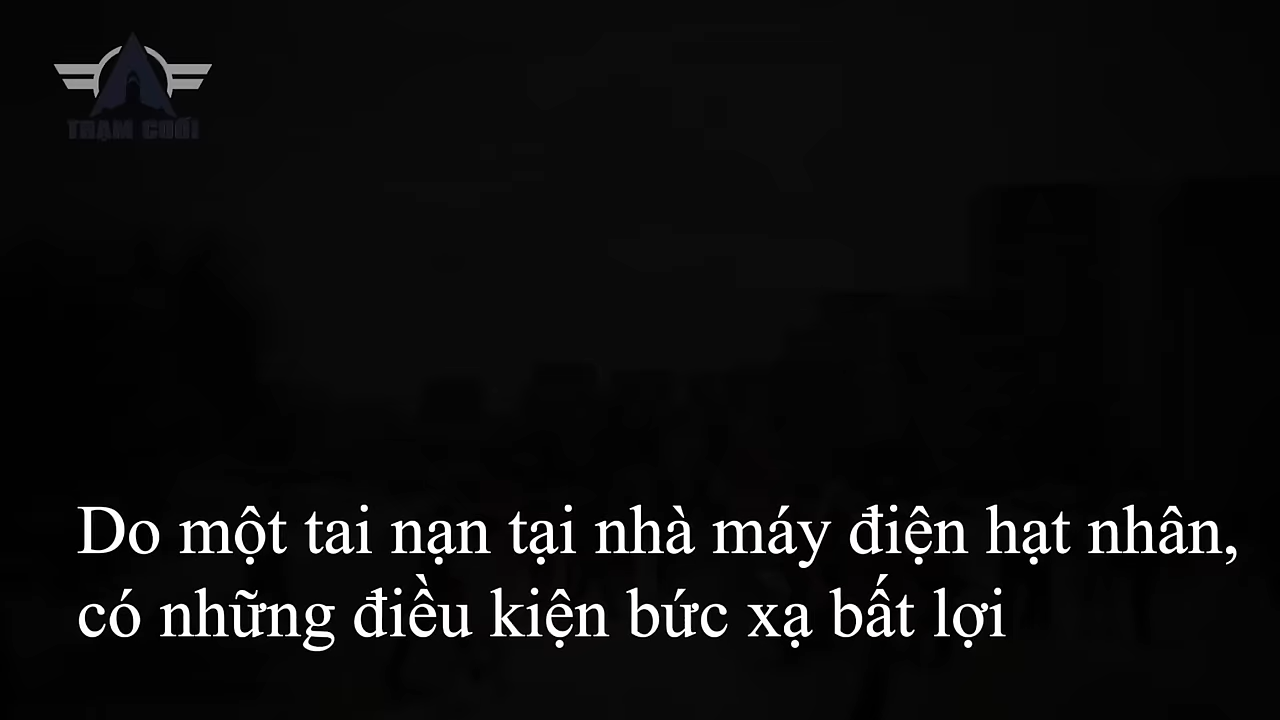 TRẠM CUỐI
Do một tai nạn tại nhà máy điện hạt nhân,
có những điều kiện bức xạ bất lợi